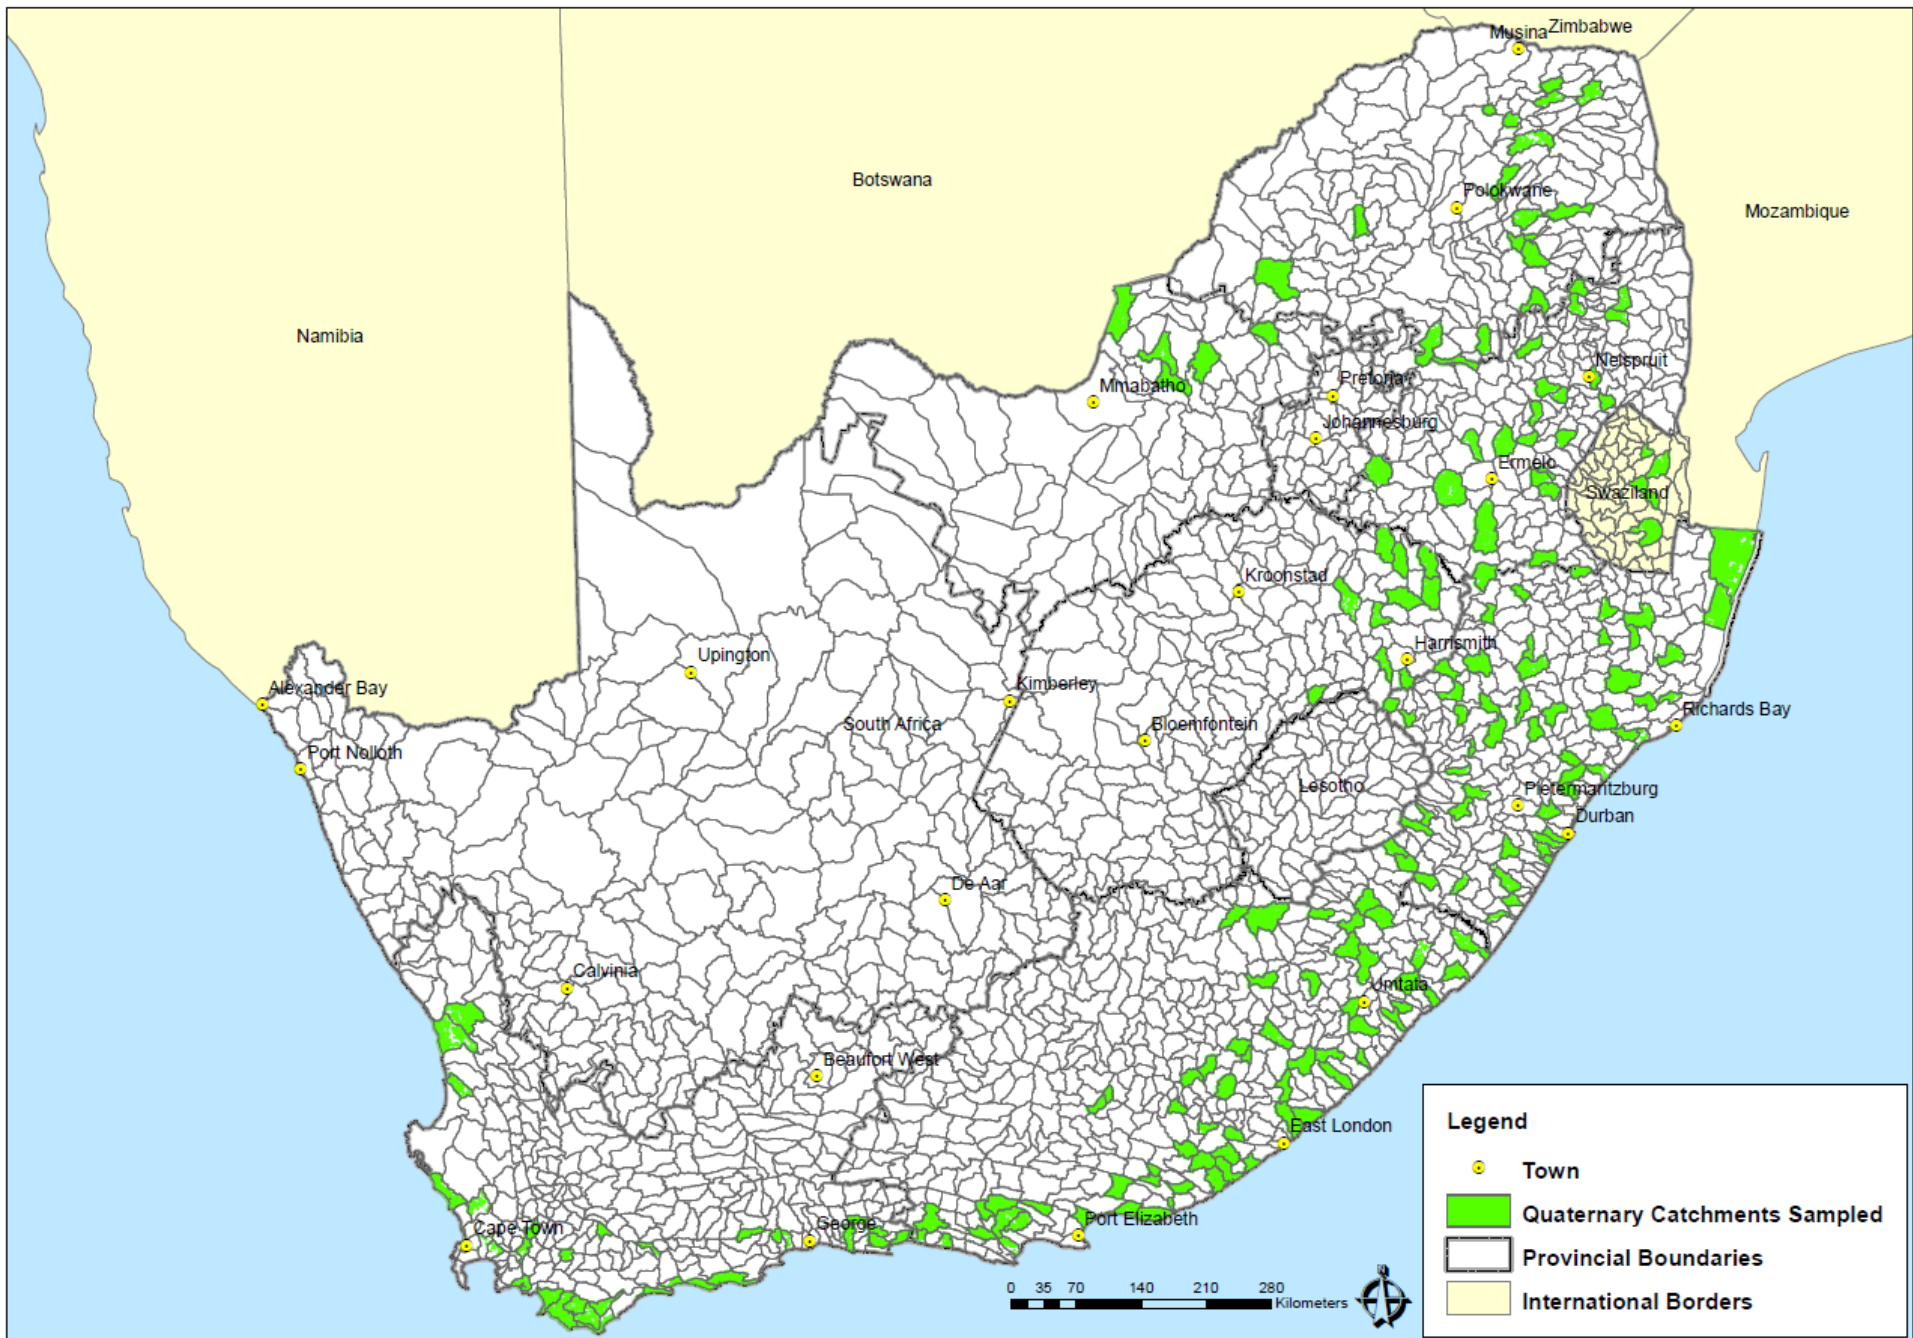 Musina
Zimbabwe
Botswana
Polokwane
Mozambique
Namibia
Nelspruit
Mmabatho
Pretoria
Johannesburg
Ermelo
Swaziland
Kroonstad
Harrismith
Upington
Alexander Bay
Kimberley
South Africa
Bloemfontein
Richards Bay
Port Nolloth
Lesotho
Pietermaritzburg
Durban
De Aar
Calvinia
Umtata
Beaufort West
East London
Cape Town
George
Port Elizabeth
Legend
Town
Quaternary Catchments Sampled
Provincial Boundaries
International Borders
0 35 70 140 210 280
Kilometers
N